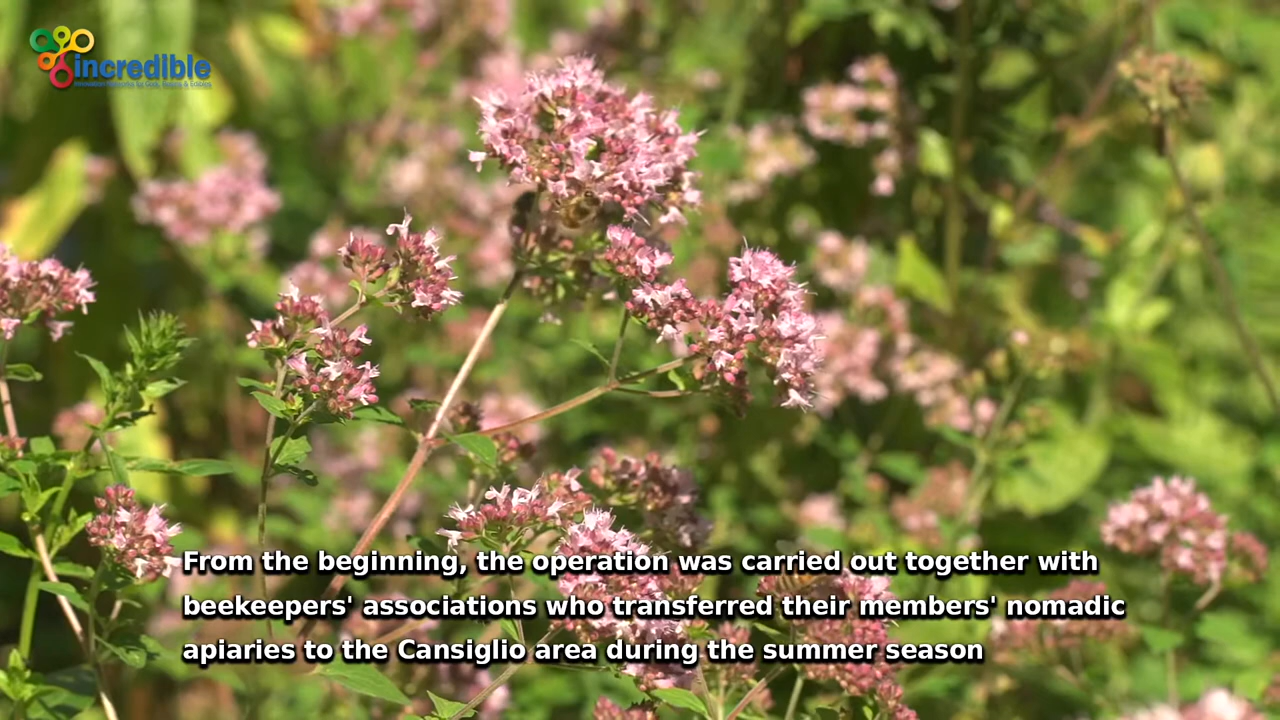 incredible
From the beginning, the operation was carried out together with
beekeepers' associations who transferred their members' nomadic
apiaries to the Cansiglio area during the summer season